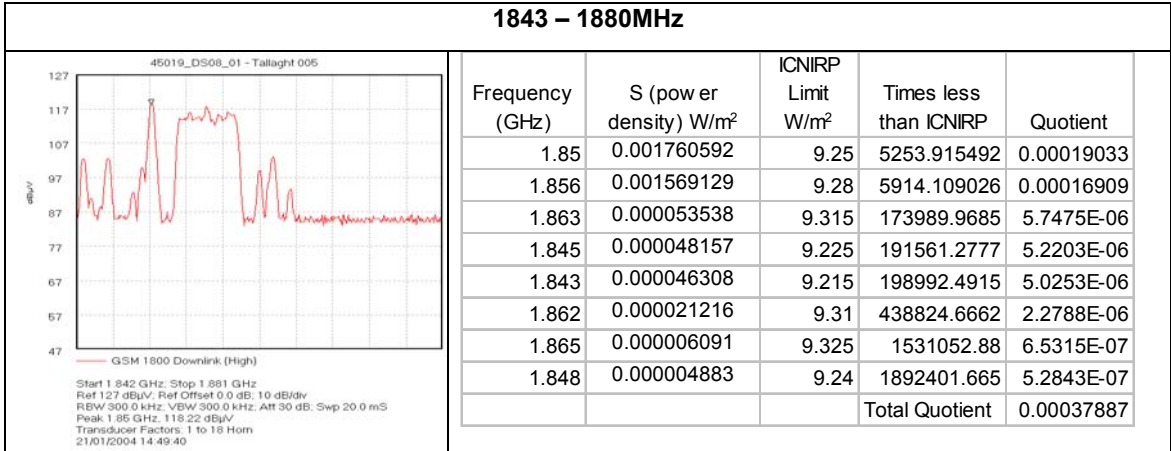 1843 – 1880MHz
45019_DS08_01 - Tallaght 005
127
117
107
97
87
77
67
57
47
dBµV
GSM 1800 Downlink (High)
Start 1.842 GHz; Stop 1.881 GHz
Ref 127 dBµV; Ref Offset 0.0 dB; 10 dB/div
RBW 300.0 kHz; VBW 300.0 kHz; Att 30 dB; Swp 20.0 mS
Peak 1.85 GHz, 118.22 dBµV
Transducer Factors: 1 to 18 Horn
21/01/2004 14:49:40
Frequency (GHz) S (power density) W/m² ICNIRP Limit W/m² Times less than ICNIRP Quotient
1.85 0.001760592 9.25 5253.915492 0.00019033
1.856 0.001569129 9.28 5914.109026 0.00016909
1.863 0.000053538 9.315 173989.9685 5.7475E-06
1.845 0.000048157 9.225 191561.2777 5.2203E-06
1.843 0.000046308 9.215 198992.4915 5.0253E-06
1.862 0.000021216 9.31 438824.6662 2.2788E-06
1.865 0.000006091 9.325 1531052.88 6.5315E-07
1.848 0.000004883 9.24 1892401.665 5.2843E-07
Total Quotient 0.00037887